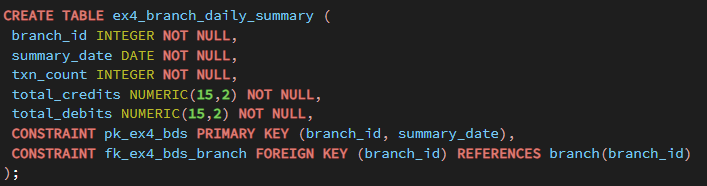 CREATE TABLE ex4_branch_daily_summary (
 branch_id INTEGER NOT NULL,
 summary_date DATE NOT NULL,
 txn_count INTEGER NOT NULL,
 total_credits NUMERIC(15,2) NOT NULL,
 total_debits NUMERIC(15,2) NOT NULL,
 CONSTRAINT pk_ex4_bds PRIMARY KEY (branch_id, summary_date),
 CONSTRAINT fk_ex4_bds_branch FOREIGN KEY (branch_id) REFERENCES branch(branch_id)
);